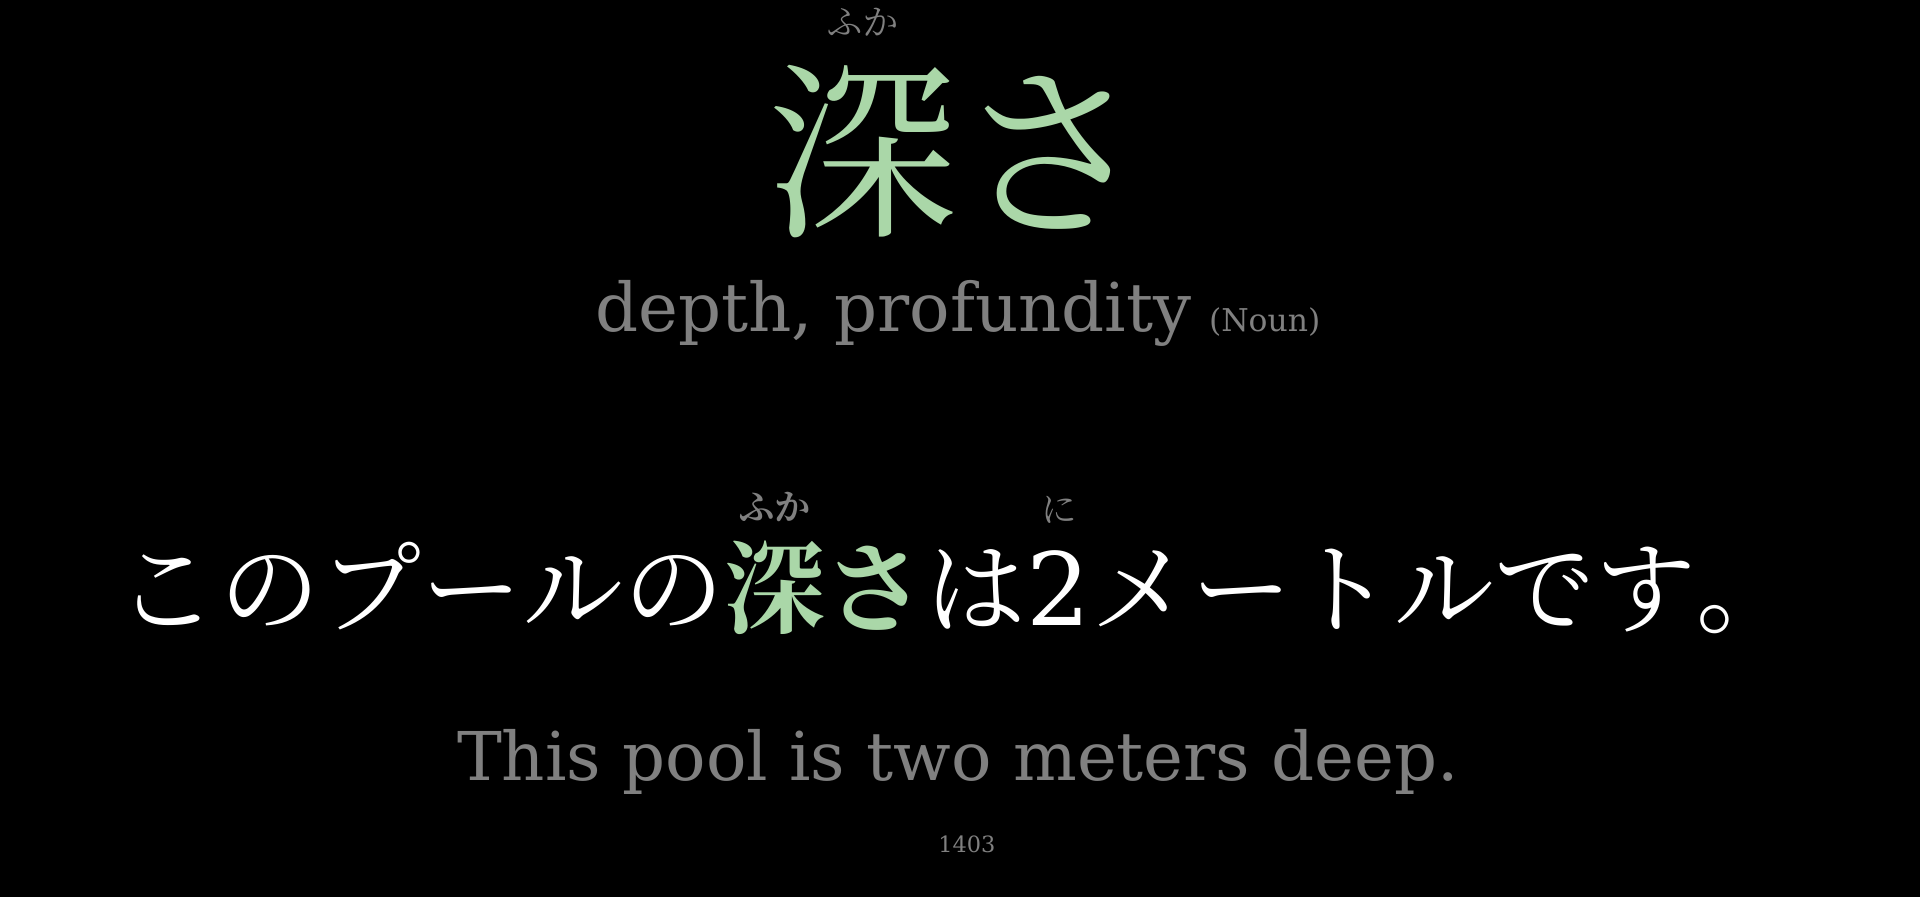 ふか
深さ
depth, profundity (Noun)
ふか に
このプールの深さは2メートルです。
This pool is two meters deep.
1403